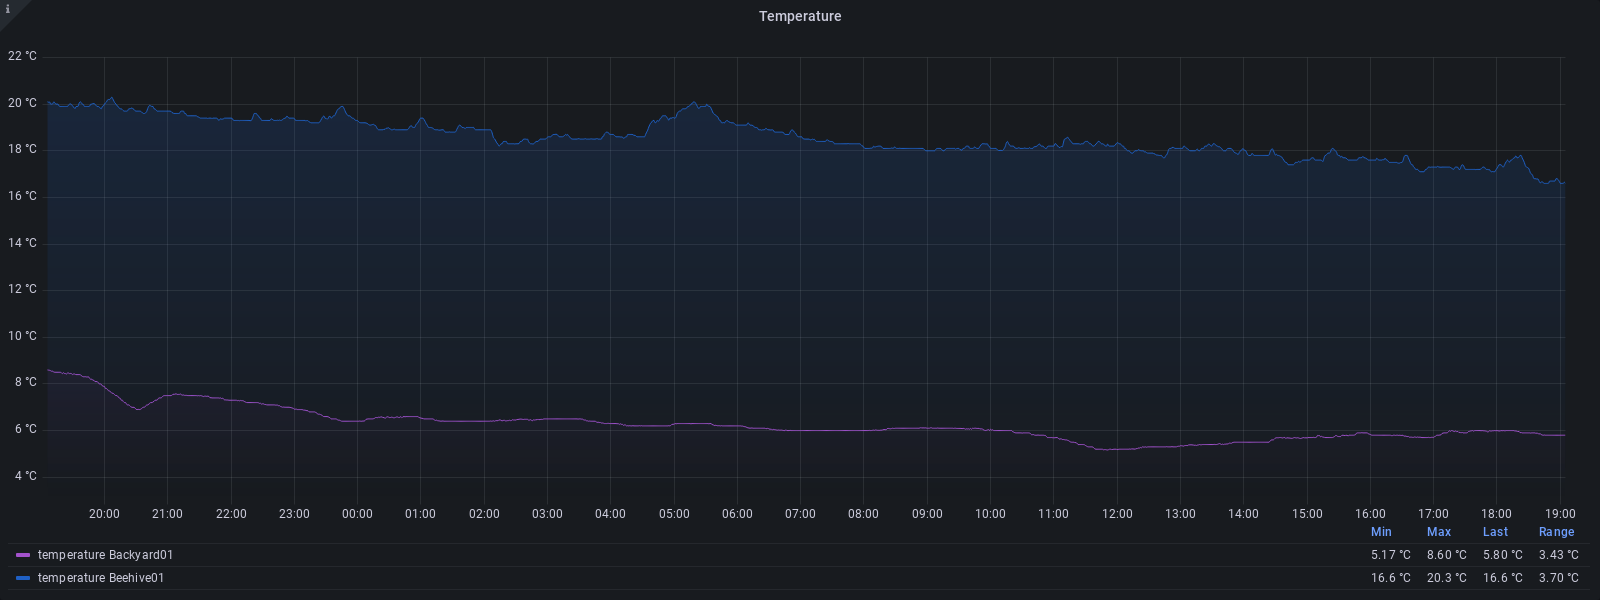 i
Temperature
22 °C
20 °C
18 °C
16 °C
14 °C
12 °C
10 °C
8 °C
6 °C
4 °C
20:00 21:00 22:00 23:00 00:00 01:00 02:00 03:00 04:00 05:00 06:00 07:00 08:00 09:00 10:00 11:00 12:00 13:00 14:00 15:00 16:00 17:00 18:00 19:00
Min Max Last Range
temperature Backyard01 5.17 °C 8.60 °C 5.80 °C 3.43 °C
temperature Beehive01 16.6 °C 20.3 °C 16.6 °C 3.70 °C